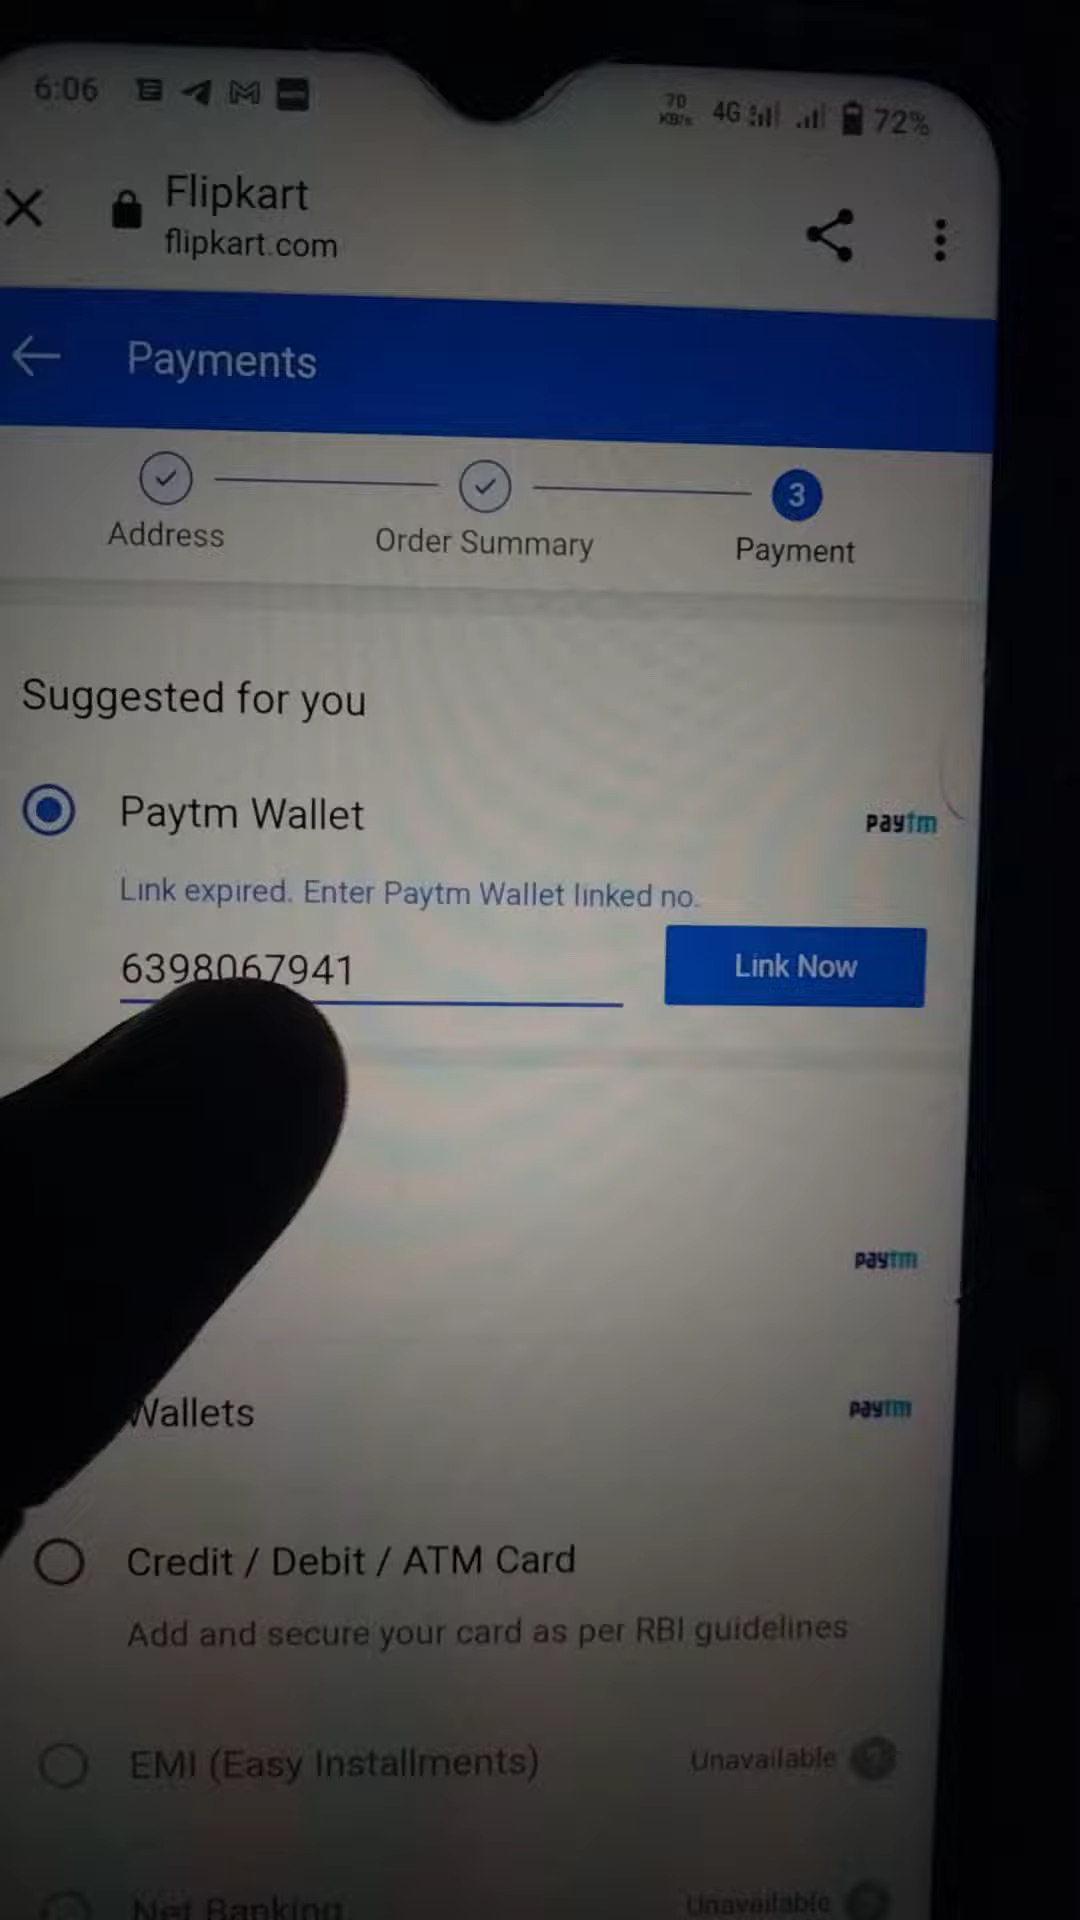 6:06
70 KB/s 4G 72%
Flipkart
flipkart.com
Payments
3
Address Order Summary Payment
Suggested for you
Paytm Wallet paytm
Link expired. Enter Paytm Wallet linked no.
6398067941 Link Now
paytm
Wallets paytm
Credit / Debit / ATM Card
Add and secure your card as per RBI guidelines
EMI (Easy Installments) Unavailable ?
Net Banking Unavailable